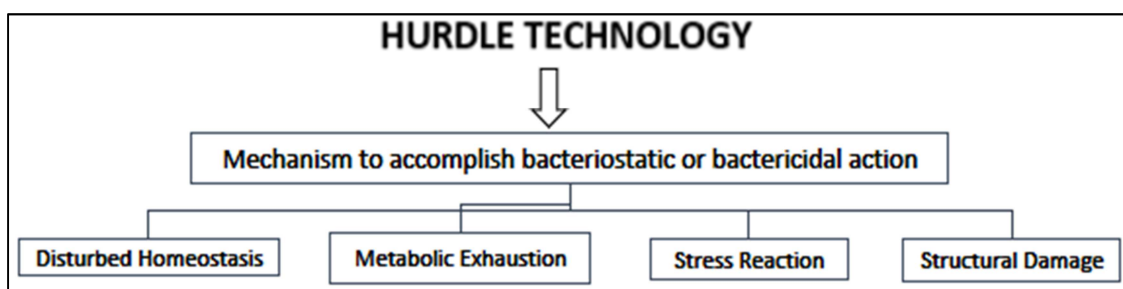 HURDLE TECHNOLOGY
Mechanism to accomplish bacteriostatic or bactericidal action
Disturbed Homeostasis
Metabolic Exhaustion
Stress Reaction
Structural Damage